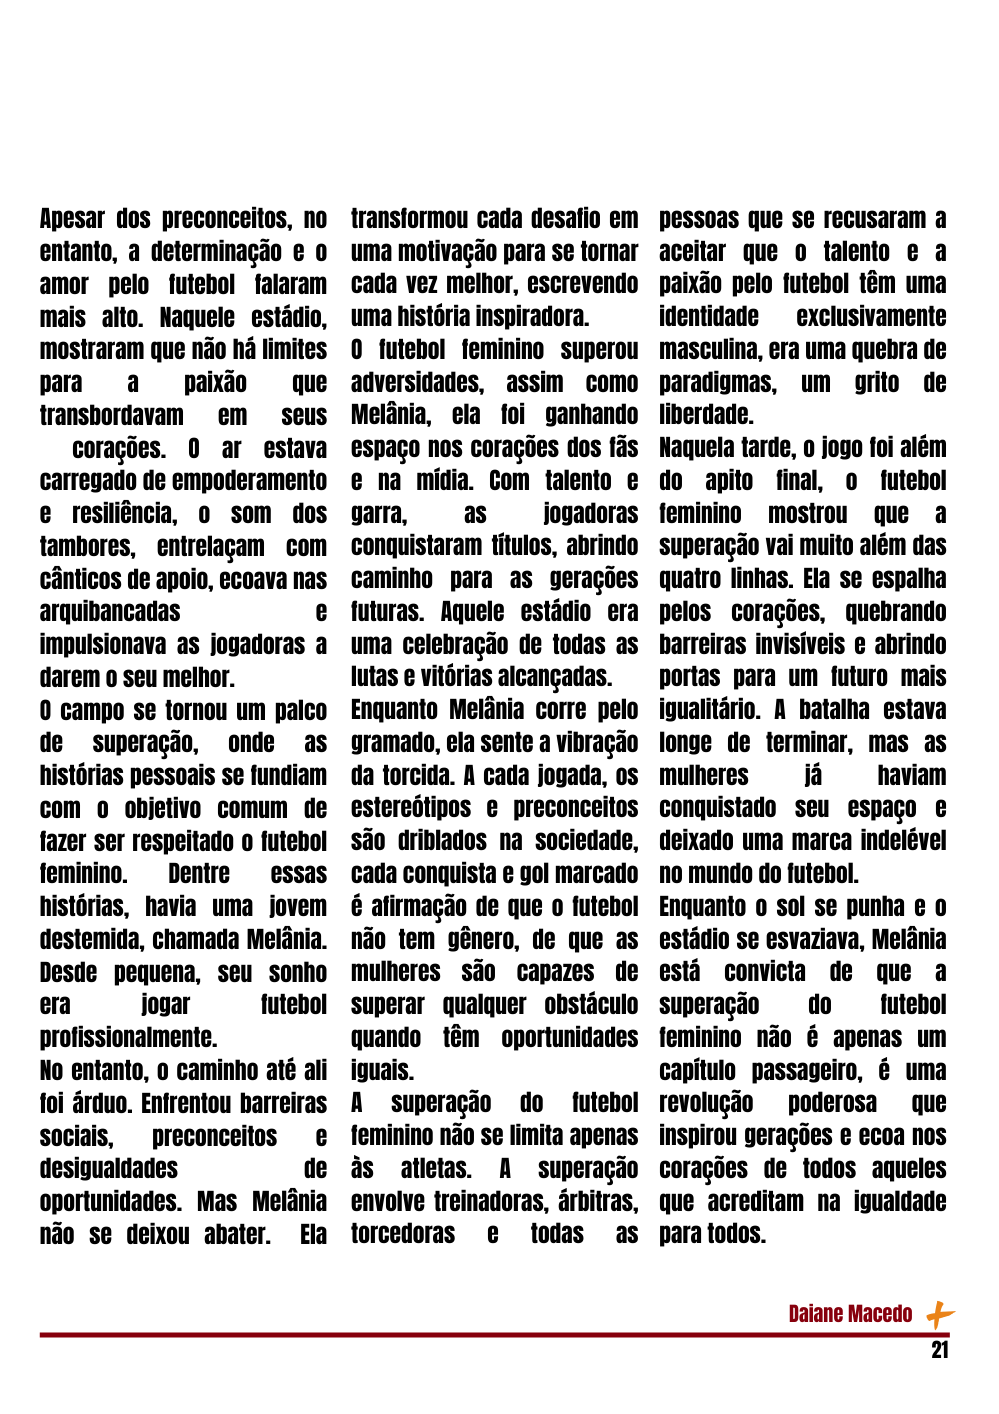 Apesar dos preconceitos, no
entanto, a determinação e o
amor pelo futebol falaram
mais alto. Naquele estádio,
mostraram que não há limites
para a paixão que
transbordavam em seus
corações. O ar estava
carregado de empoderamento
e resiliência, o som dos
tambores, entrelaçam com
cânticos de apoio, ecoava nas
arquibancadas e
impulsionava as jogadoras a
darem o seu melhor.
O campo se tornou um palco
de superação, onde as
histórias pessoais se fundiam
com o objetivo comum de
fazer ser respeitado o futebol
feminino. Dentre essas
histórias, havia uma jovem
destemida, chamada Melânia.
Desde pequena, seu sonho
era jogar futebol
profissionalmente.
No entanto, o caminho até ali
foi árduo. Enfrentou barreiras
sociais, preconceitos e
desigualdades de
oportunidades. Mas Melânia
não se deixou abater. Ela
transformou cada desafio em
uma motivação para se tornar
cada vez melhor, escrevendo
uma história inspiradora.
O futebol feminino superou
adversidades, assim como
Melânia, ela foi ganhando
espaço nos corações dos fãs
e na mídia. Com talento e
garra, as jogadoras
conquistaram títulos, abrindo
caminho para as gerações
futuras. Aquele estádio era
uma celebração de todas as
lutas e vitórias alcançadas.
Enquanto Melânia corre pelo
gramado, ela sente a vibração
da torcida. A cada jogada, os
estereótipos e preconceitos
são driblados na sociedade,
cada conquista e gol marcado
é afirmação de que o futebol
não tem gênero, de que as
mulheres são capazes de
superar qualquer obstáculo
quando têm oportunidades
iguais.
A superação do futebol
feminino não se limita apenas
às atletas. A superação
envolve treinadoras, árbitras,
torcedoras e todas as
pessoas que se recusaram a
aceitar que o talento e a
paixão pelo futebol têm uma
identidade exclusivamente
masculina, era uma quebra de
paradigmas, um grito de
liberdade.
Naquela tarde, o jogo foi além
do apito final, o futebol
feminino mostrou que a
superação vai muito além das
quatro linhas. Ela se espalha
pelos corações, quebrando
barreiras invisíveis e abrindo
portas para um futuro mais
igualitário. A batalha estava
longe de terminar, mas as
mulheres já haviam
conquistado seu espaço e
deixado uma marca indelével
no mundo do futebol.
Enquanto o sol se punha e o
estádio se esvaziava, Melânia
está convicta de que a
superação do futebol
feminino não é apenas um
capítulo passageiro, é uma
revolução poderosa que
inspirou gerações e ecoa nos
corações de todos aqueles
que acreditam na igualdade
para todos.
Daiane Macedo
21